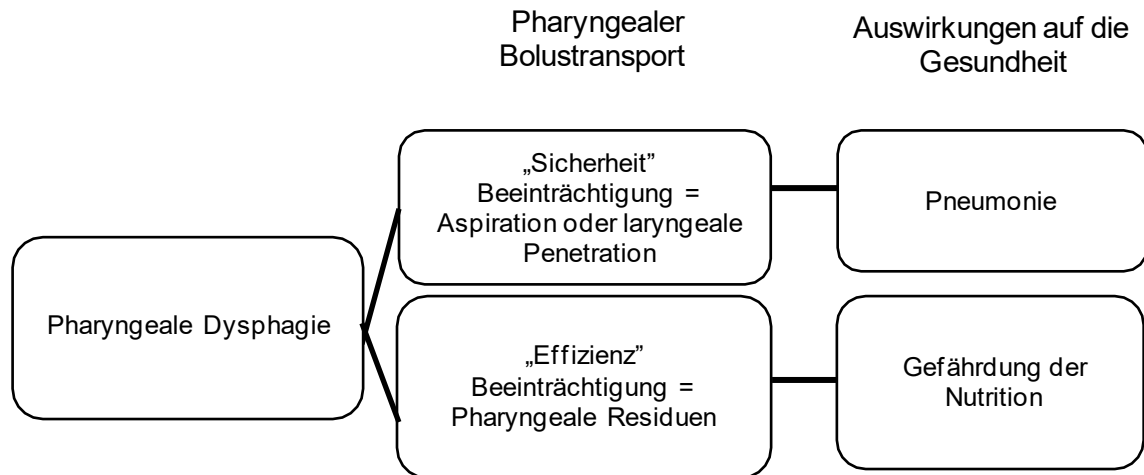 Pharyngealer
Bolustransport
Auswirkungen auf die
Gesundheit
„Sicherheit”
Beeinträchtigung =
Aspiration oder laryngeale
Penetration
Pneumonie
Pharyngeale Dysphagie
„Effizienz”
Beeinträchtigung =
Pharyngeale Residuen
Gefährdung der
Nutrition